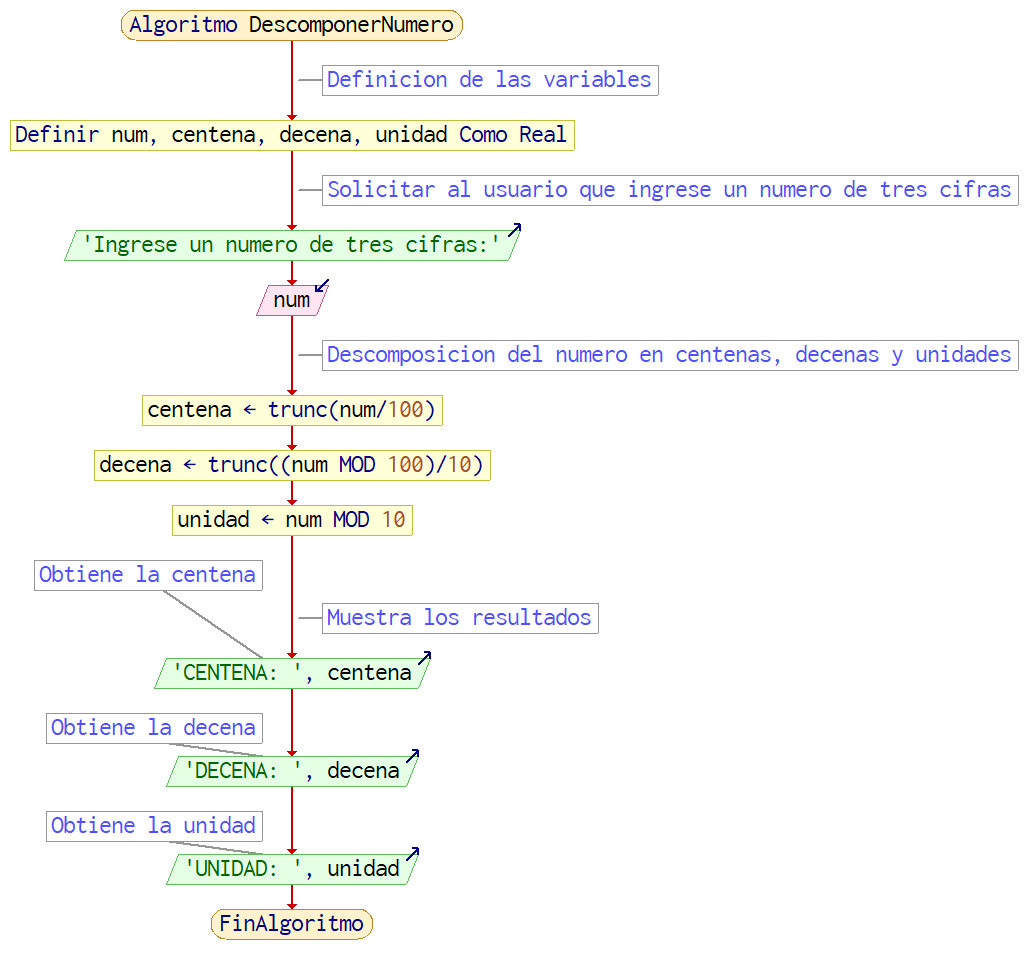 Algoritmo DescomponerNumero
Definicion de las variables
Definir num, centena, decena, unidad Como Real
Solicitar al usuario que ingrese un numero de tres cifras
'Ingrese un numero de tres cifras:'
num
Descomposicion del numero en centenas, decenas y unidades
centena ← trunc(num/100)
decena ← trunc((num MOD 100)/10)
unidad ← num MOD 10
Obtiene la centena
Muestra los resultados
'CENTENA: ', centena
Obtiene la decena
'DECENA: ', decena
Obtiene la unidad
'UNIDAD: ', unidad
FinAlgoritmo